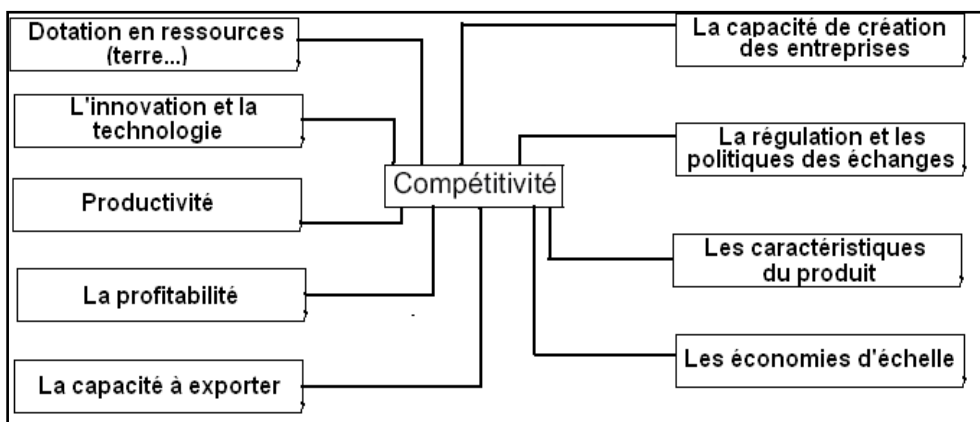 Dotation en ressources
(terre...)
L'innovation et la
technologie
Productivité
La profitabilité
La capacité à exporter
Compétitivité
La capacité de création
des entreprises
La régulation et les
politiques des échanges
Les caractéristiques
du produit
Les économies d'échelle